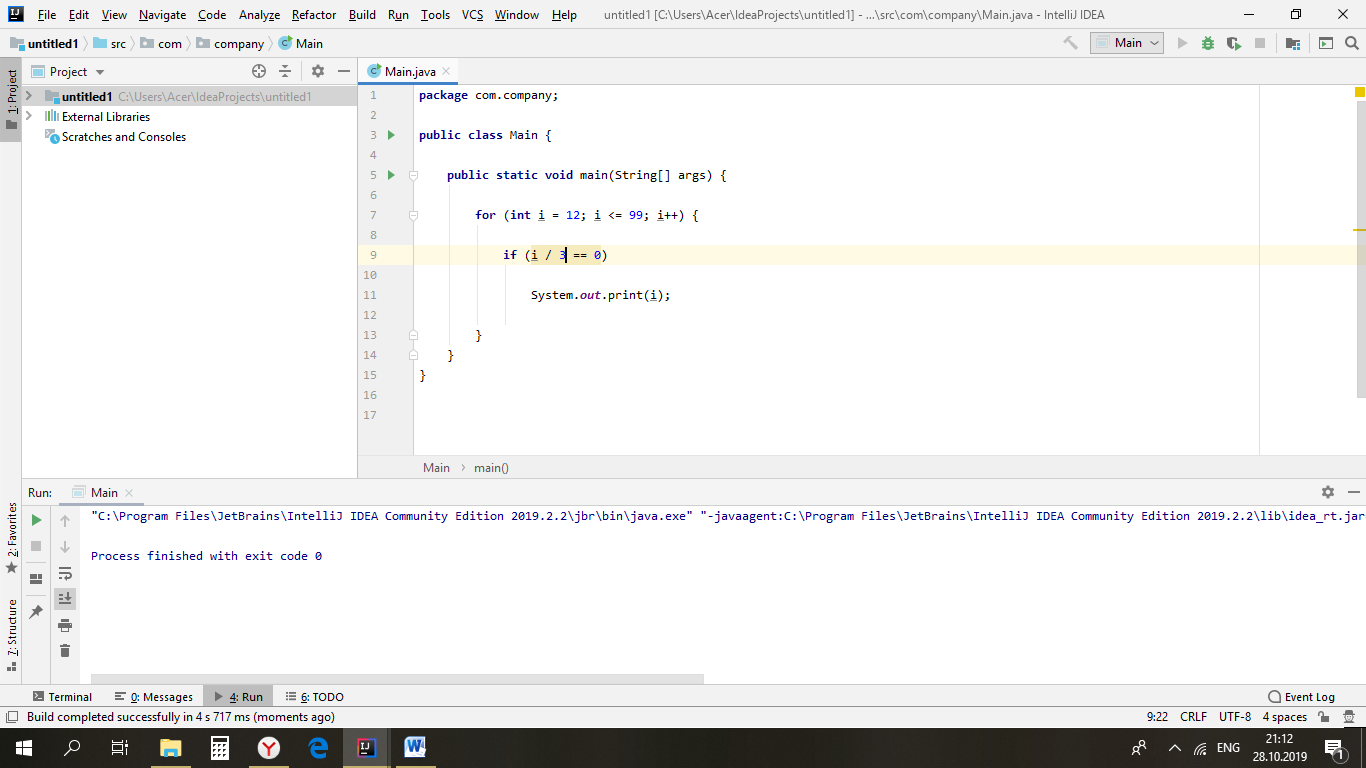 File Edit View Navigate Code Analyze Refactor Build Run Tools VCS Window Help untitled1 [C:\Users\Acer\IdeaProjects\untitled1] - ...\src\com\company\Main.java - IntelliJ IDEA
untitled1 src com company Main Main
1: Project
Project
Main.java
untitled1 C:\Users\Acer\IdeaProjects\untitled1
External Libraries
Scratches and Consoles
1 package com.company;
2
3 public class Main {
4
5 public static void main(String[] args) {
6
7 for (int i = 12; i <= 99; i++) {
8
9 if (i / 3 == 0)
10
11 System.out.print(i);
12
13 }
14 }
15 }
16
17
Main main()
Run: Main
"C:\Program Files\JetBrains\IntelliJ IDEA Community Edition 2019.2.2\jbr\bin\java.exe" "-javaagent:C:\Program Files\JetBrains\IntelliJ IDEA Community Edition 2019.2.2\lib\idea_rt.jar
Process finished with exit code 0
2: Favorites
7: Structure
Terminal 0: Messages 4: Run 6: TODO Event Log
Build completed successfully in 4 s 717 ms (moments ago) 9:22 CRLF UTF-8 4 spaces
ENG 21:12
28.10.2019
1